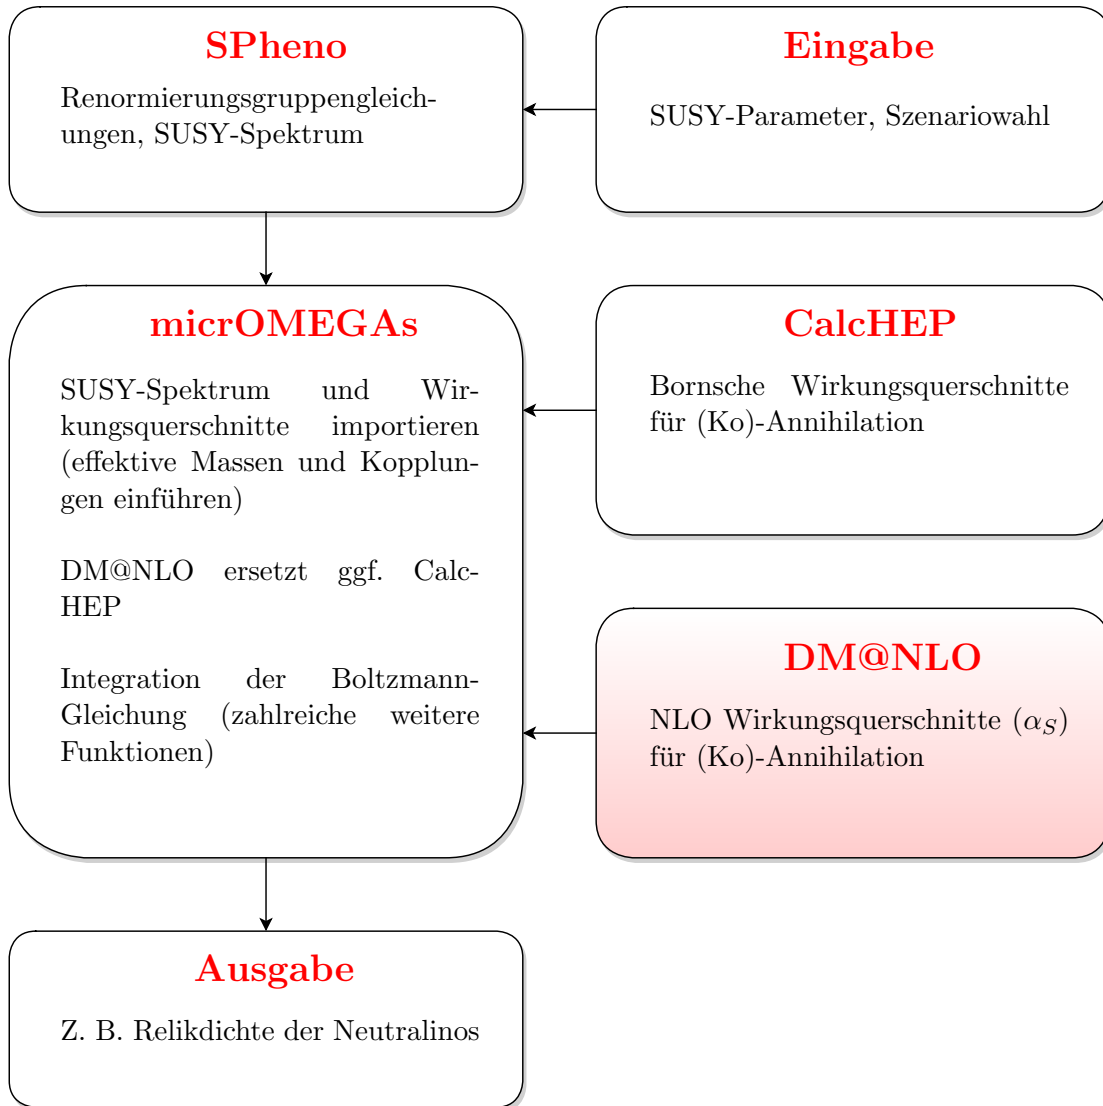 SPheno
Renormierungsgruppengleich-
ungen, SUSY-Spektrum
Eingabe
SUSY-Parameter, Szenariowahl
micrOMEGAs
SUSY-Spektrum und Wir-
kungsquerschnitte importieren
(effektive Massen und Kopplun-
gen einführen)
DM@NLO ersetzt ggf. Calc-
HEP
Integration der Boltzmann-
Gleichung (zahlreiche weitere
Funktionen)
CalcHEP
Bornsche Wirkungsquerschnitte
für (Ko)-Annihilation
DM@NLO
NLO Wirkungsquerschnitte (α_S)
für (Ko)-Annihilation
Ausgabe
Z. B. Relikdichte der Neutralinos